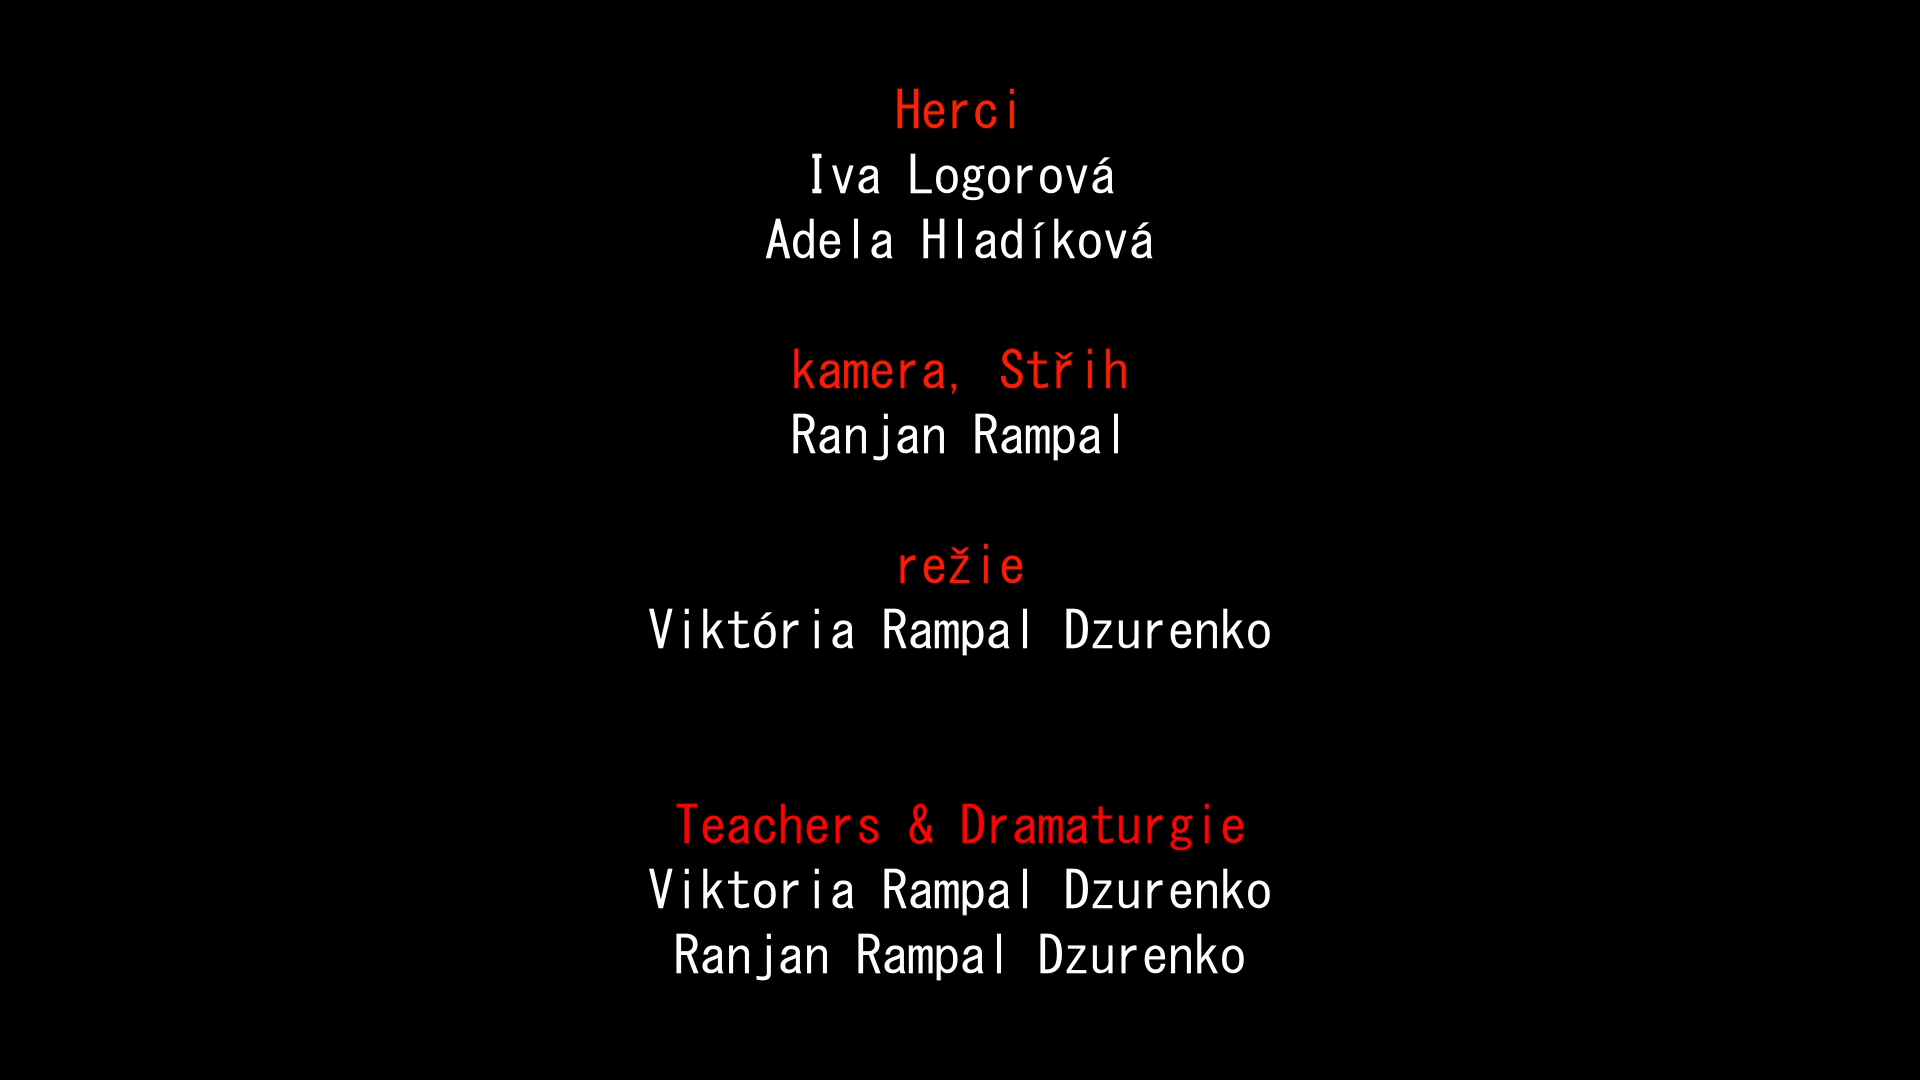 Herci
Iva Logorová
Adela Hladíková
kamera, Střih
Ranjan Rampal
režie
Viktória Rampal Dzurenko
Teachers & Dramaturgie
Viktoria Rampal Dzurenko
Ranjan Rampal Dzurenko